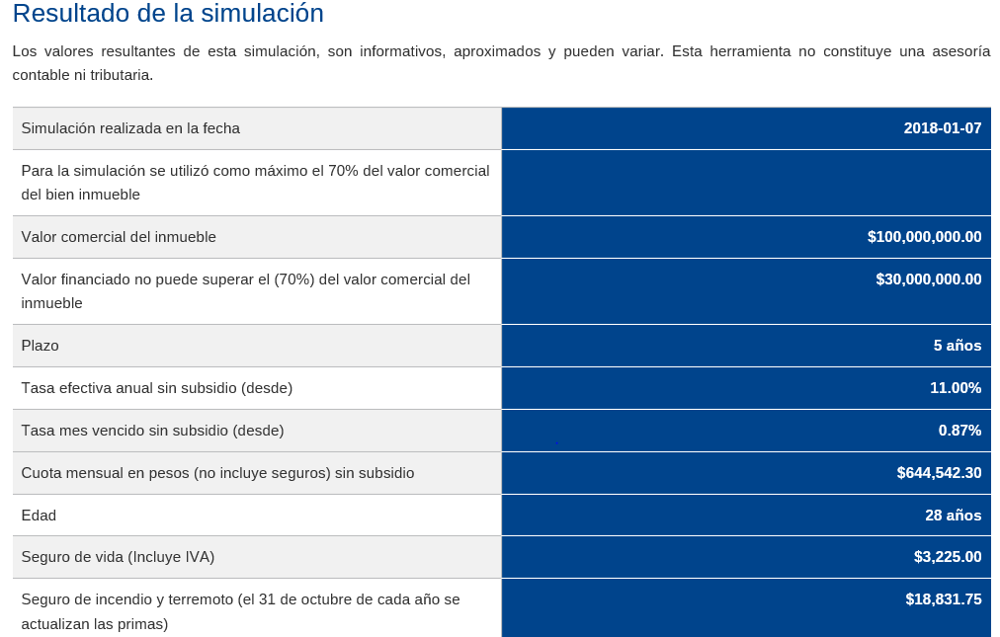 Resultado de la simulación
Los valores resultantes de esta simulación, son informativos, aproximados y pueden variar. Esta herramienta no constituye una asesoría
contable ni tributaria.
Simulación realizada en la fecha 2018-01-07
Para la simulación se utilizó como máximo el 70% del valor comercial
del bien inmueble
Valor comercial del inmueble $100,000,000.00
Valor financiado no puede superar el (70%) del valor comercial del $30,000,000.00
inmueble
Plazo 5 años
Tasa efectiva anual sin subsidio (desde) 11.00%
Tasa mes vencido sin subsidio (desde) 0.87%
Cuota mensual en pesos (no incluye seguros) sin subsidio $644,542.30
Edad 28 años
Seguro de vida (Incluye IVA) $3,225.00
Seguro de incendio y terremoto (el 31 de octubre de cada año se $18,831.75
actualizan las primas)